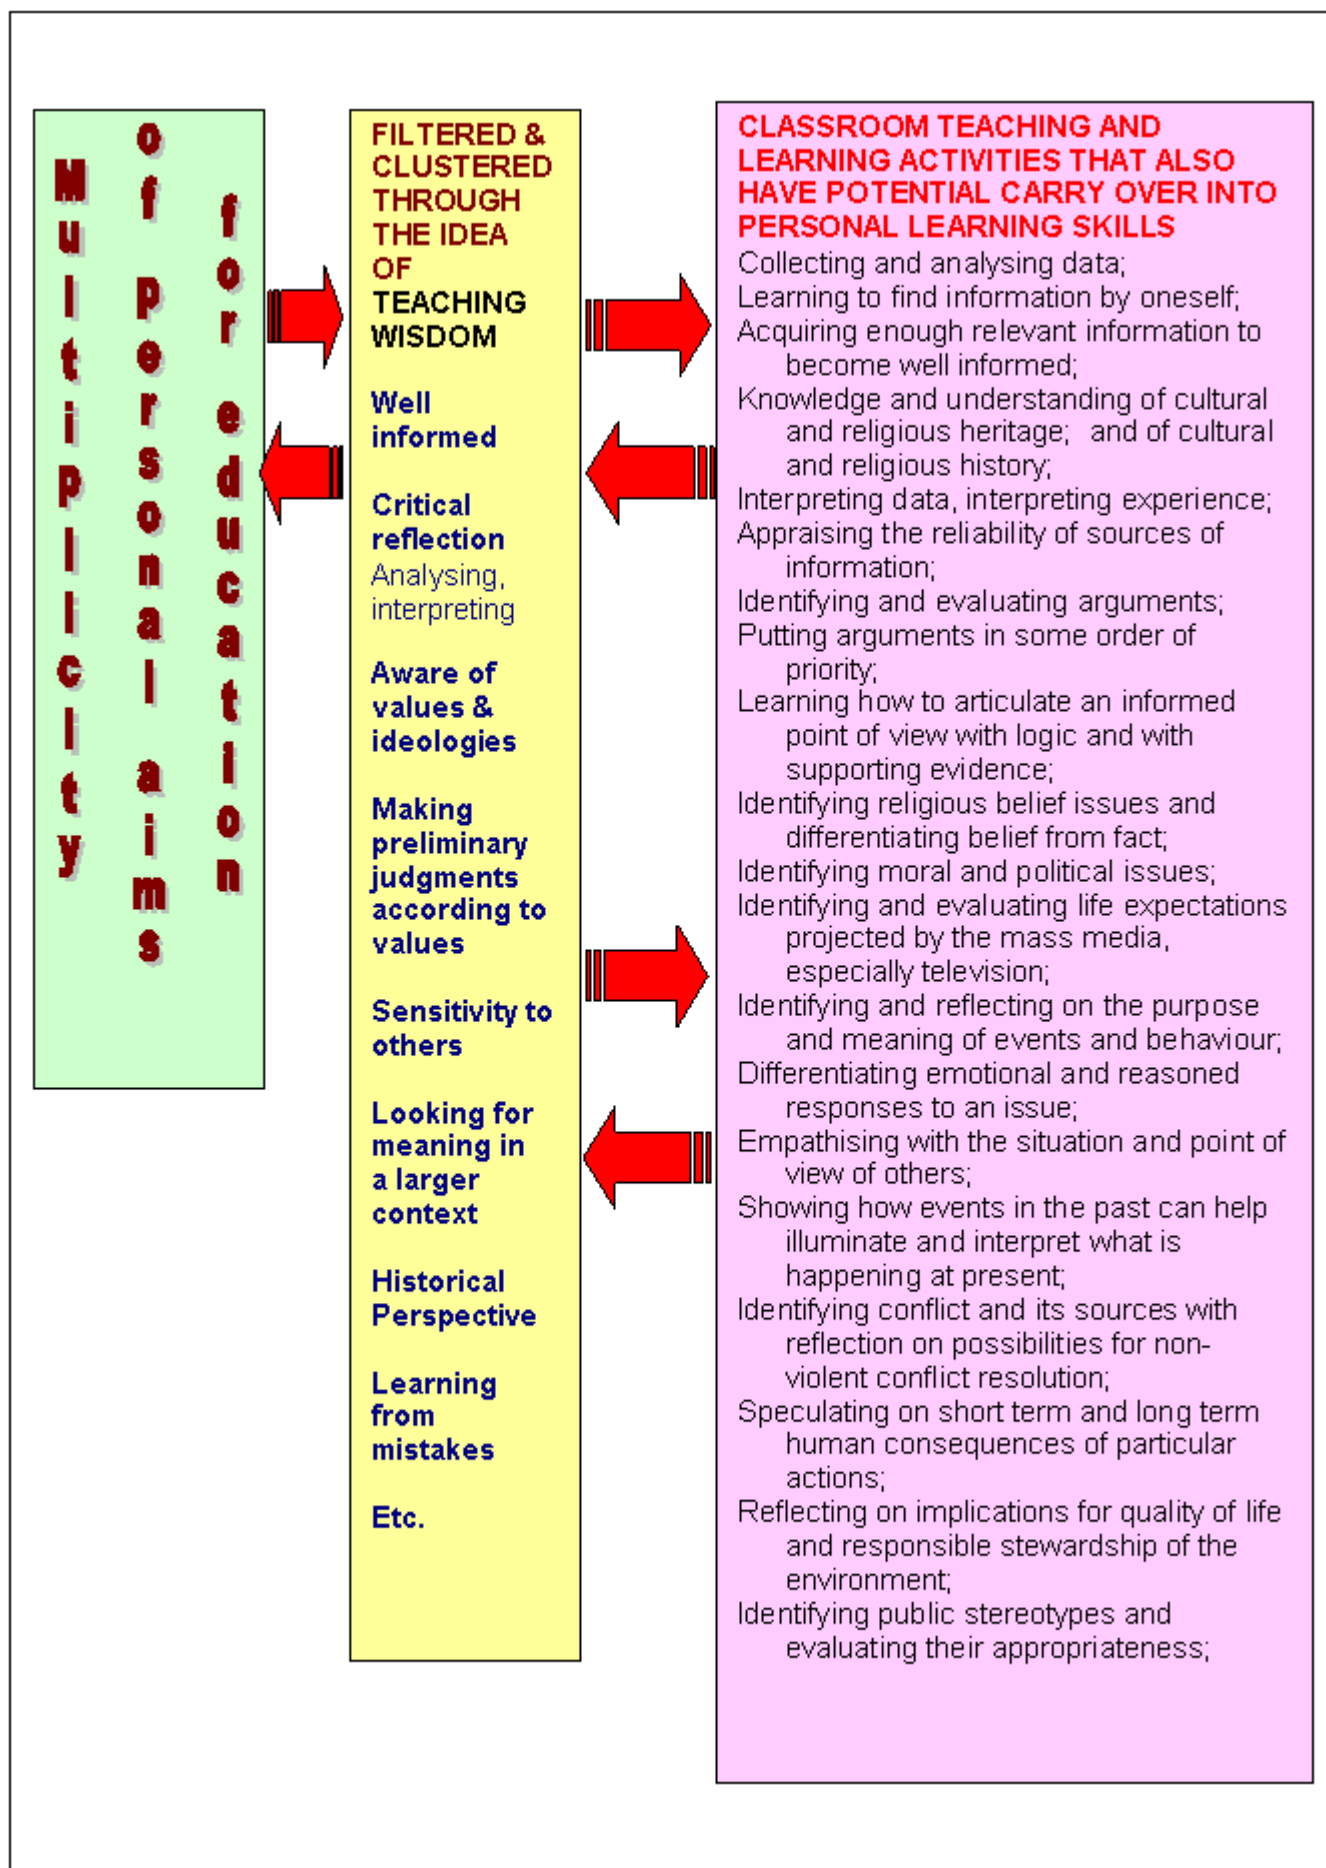 Multiplicity
of personal aims
for education
FILTERED &
CLUSTERED
THROUGH
THE IDEA
OF
TEACHING
WISDOM
Well
informed
Critical
reflection
Analysing,
interpreting
Aware of
values &
ideologies
Making
preliminary
judgments
according to
values
Sensitivity to
others
Looking for
meaning in
a larger
context
Historical
Perspective
Learning
from
mistakes
Etc.
CLASSROOM TEACHING AND
LEARNING ACTIVITIES THAT ALSO
HAVE POTENTIAL CARRY OVER INTO
PERSONAL LEARNING SKILLS
Collecting and analysing data;
Learning to find information by oneself;
Acquiring enough relevant information to
become well informed;
Knowledge and understanding of cultural
and religious heritage; and of cultural
and religious history;
Interpreting data, interpreting experience;
Appraising the reliability of sources of
information;
Identifying and evaluating arguments;
Putting arguments in some order of
priority;
Learning how to articulate an informed
point of view with logic and with
supporting evidence;
Identifying religious belief issues and
differentiating belief from fact;
Identifying moral and political issues;
Identifying and evaluating life expectations
projected by the mass media,
especially television;
Identifying and reflecting on the purpose
and meaning of events and behaviour;
Differentiating emotional and reasoned
responses to an issue;
Empathising with the situation and point of
view of others;
Showing how events in the past can help
illuminate and interpret what is
happening at present;
Identifying conflict and its sources with
reflection on possibilities for non-
violent conflict resolution;
Speculating on short term and long term
human consequences of particular
actions;
Reflecting on implications for quality of life
and responsible stewardship of the
environment;
Identifying public stereotypes and
evaluating their appropriateness;